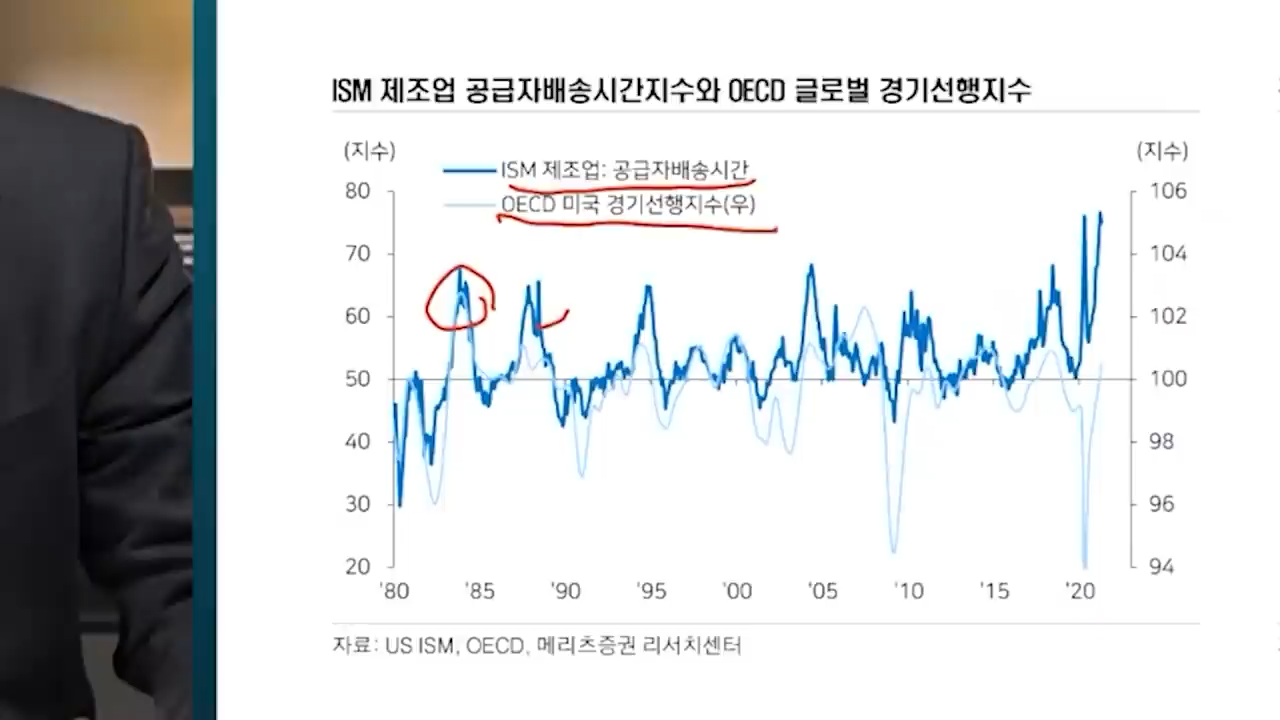 ISM 제조업 공급자배송시간지수와 OECD 글로벌 경기선행지수
(지수) (지수)
ISM 제조업: 공급자배송시간
OECD 미국 경기선행지수(우)
80 106
70 104
60 102
50 100
40 98
30 96
20 94
'80 '85 '90 '95 '00 '05 '10 '15 '20
자료: US ISM, OECD, 메리츠증권 리서치센터